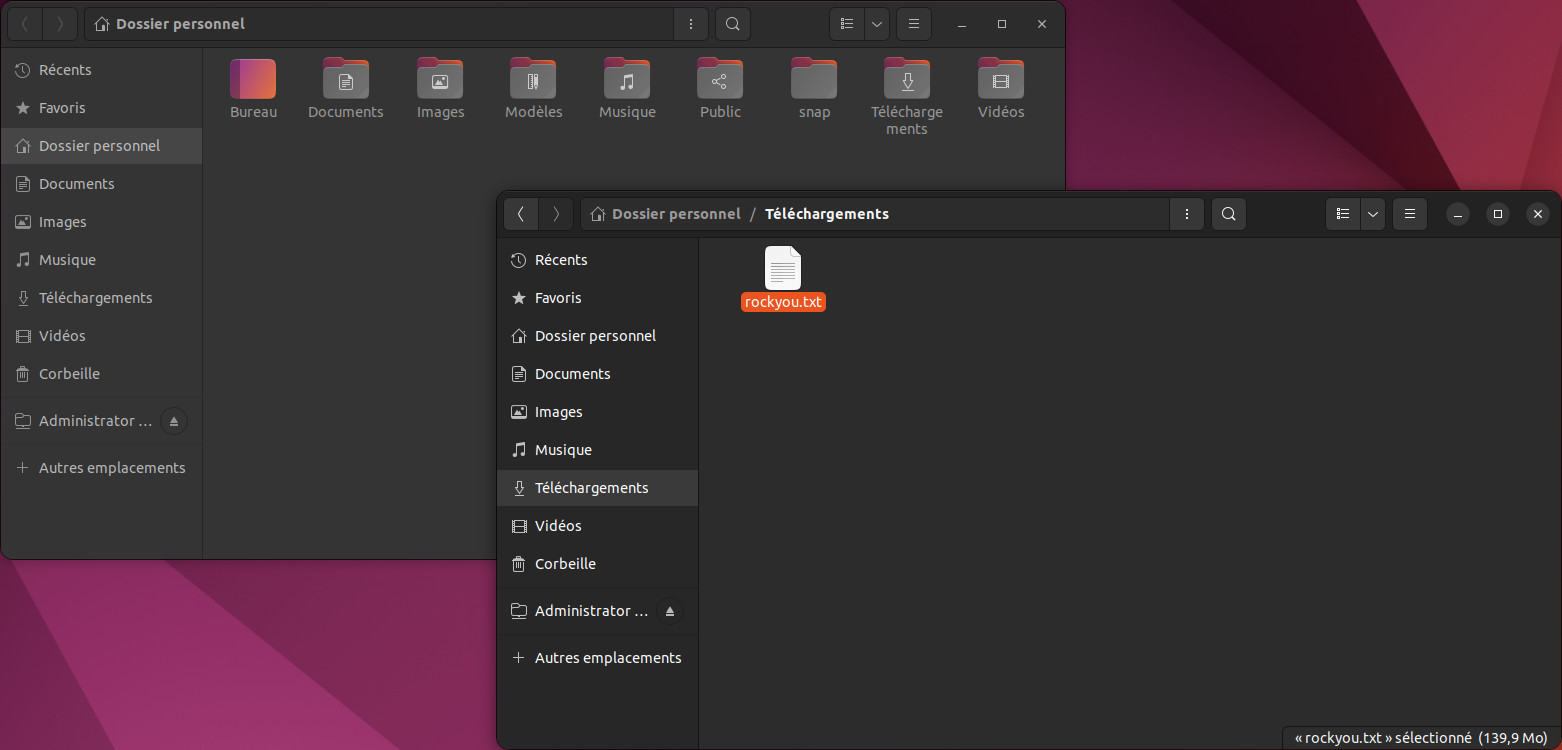 Dossier personnel
Récents
Favoris
Dossier personnel
Documents
Images
Musique
Téléchargements
Vidéos
Corbeille
Administrator ...
Autres emplacements
Bureau
Documents
Images
Modèles
Musique
Public
snap
Télécharge
ments
Vidéos
Dossier personnel / Téléchargements
Récents
Favoris
Dossier personnel
Documents
Images
Musique
Téléchargements
Vidéos
Corbeille
Administrator ...
Autres emplacements
rockyou.txt
« rockyou.txt » sélectionné (139,9 Mo)